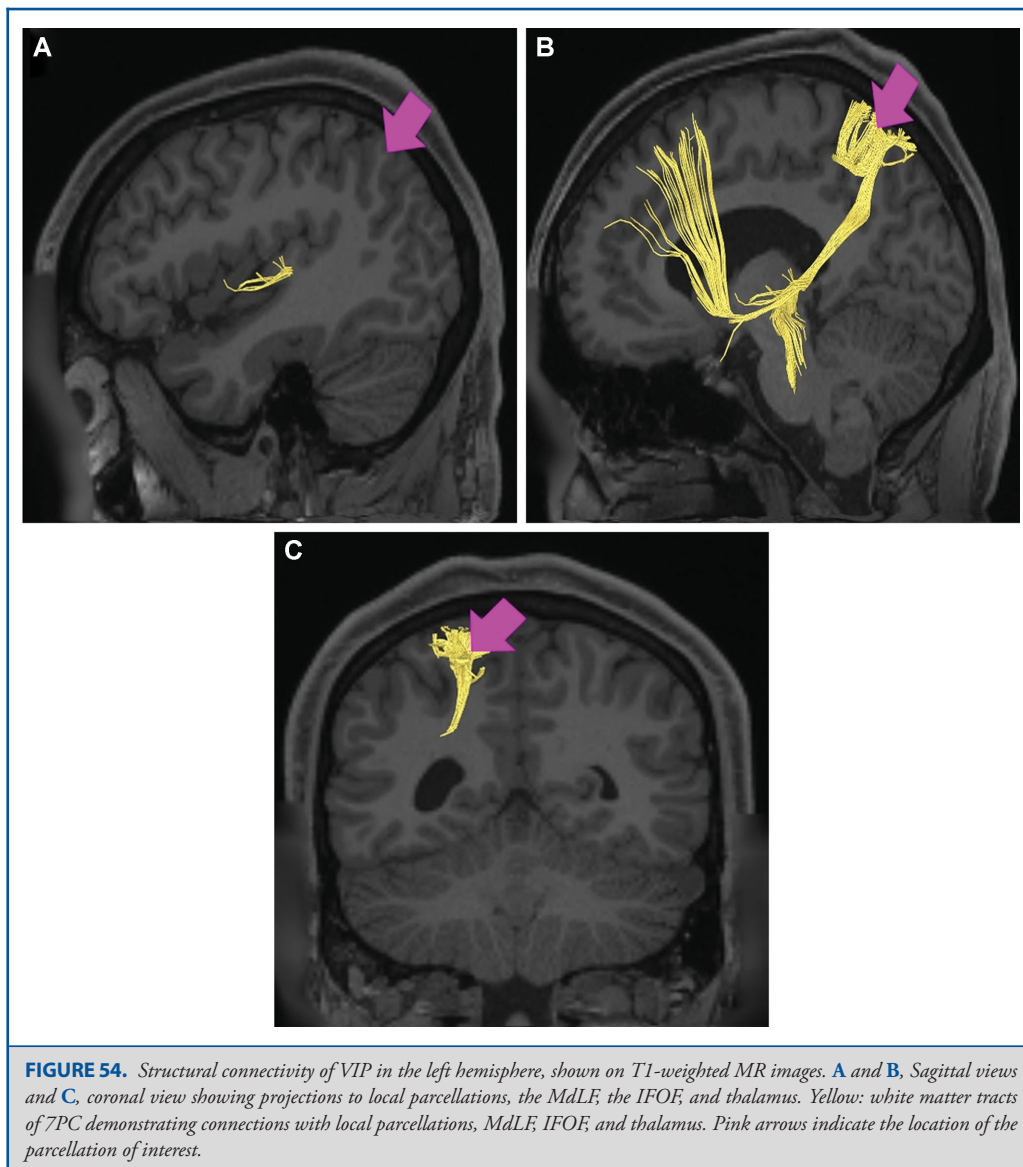 A
B
C
FIGURE 54. Structural connectivity of VIP in the left hemisphere, shown on T1-weighted MR images. A and B, Sagittal views
and C, coronal view showing projections to local parcellations, the MdLF, the IFOF, and thalamus. Yellow: white matter tracts
of 7PC demonstrating connections with local parcellations, MdLF, IFOF, and thalamus. Pink arrows indicate the location of the
parcellation of interest.